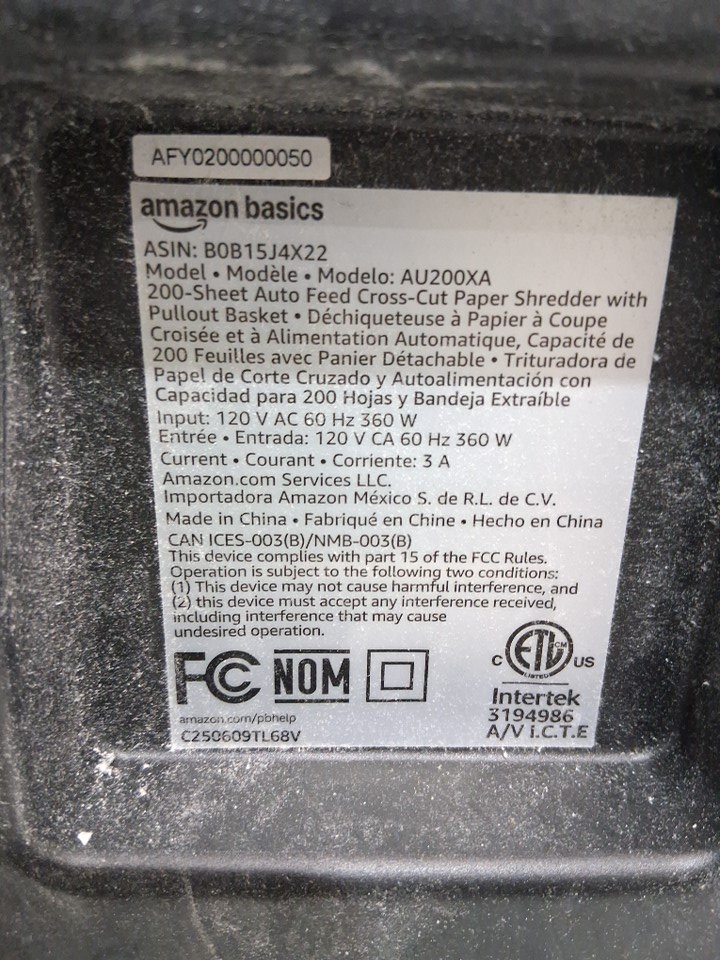 AFY0200000050
amazon basics
ASIN: B0B15J4X22
Model • Modèle • Modelo: AU200XA
200-Sheet Auto Feed Cross-Cut Paper Shredder with
Pullout Basket • Déchiqueteuse à Papier à Coupe
Croisée et à Alimentation Automatique, Capacité de
200 Feuilles avec Panier Détachable • Trituradora de
Papel de Corte Cruzado y Autoalimentación con
Capacidad para 200 Hojas y Bandeja Extraíble
Input: 120 V AC 60 Hz 360 W
Entrée • Entrada: 120 V CA 60 Hz 360 W
Current • Courant • Corriente: 3 A
Amazon.com Services LLC.
Importadora Amazon México S. de R.L. de C.V.
Made in China • Fabriqué en Chine • Hecho en China
CAN ICES-003(B)/NMB-003(B)
This device complies with part 15 of the FCC Rules.
Operation is subject to the following two conditions:
(1) This device may not cause harmful interference, and
(2) this device must accept any interference received,
including interference that may cause
undesired operation.
FC NOM
C ETL CM US
LISTED
Intertek
3194986
A/V I.C.T.E
amazon.com/pbhelp
C250609TL68V